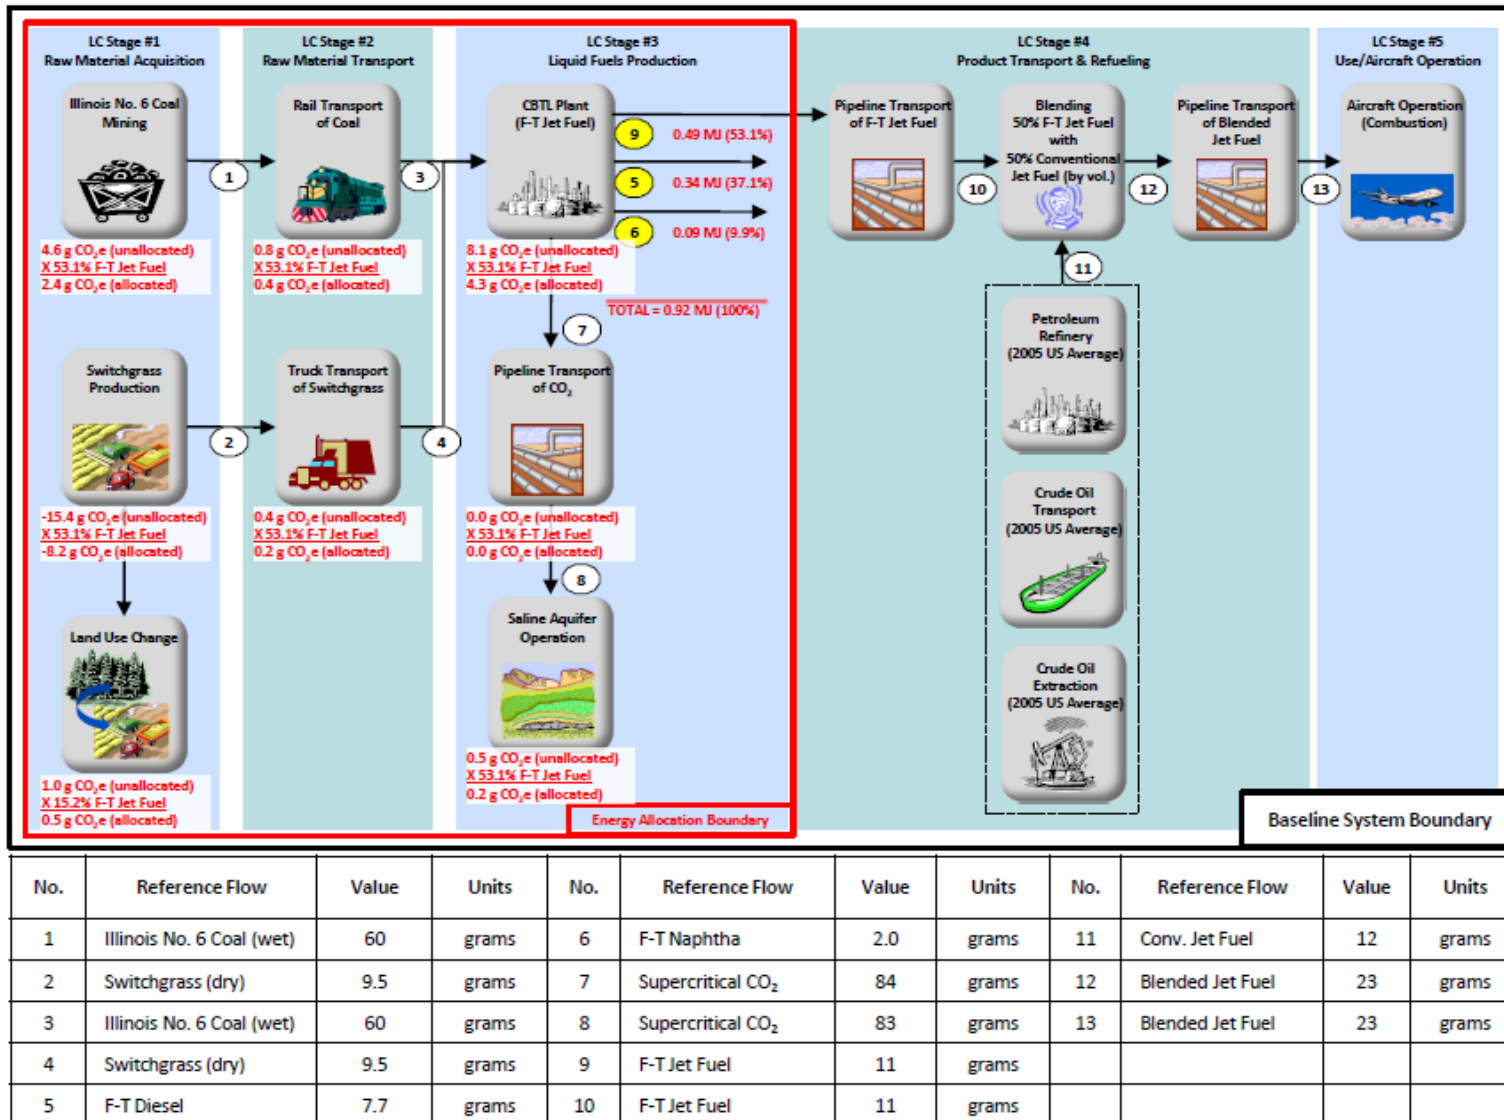 LC Stage #1
Raw Material Acquisition
LC Stage #2
Raw Material Transport
LC Stage #3
Liquid Fuels Production
LC Stage #4
Product Transport & Refueling
LC Stage #5
Use/Aircraft Operation
Illinois No. 6 Coal
Mining
1
4.6 g CO₂e (unallocated)
X 53.1% F-T Jet Fuel
2.4 g CO₂e (allocated)
Rail Transport
of Coal
3
0.8 g CO₂e (unallocated)
X 53.1% F-T Jet Fuel
0.4 g CO₂e (allocated)
CBTL Plant
(F-T Jet Fuel)
9 0.49 MJ (53.1%)
5 0.34 MJ (37.1%)
6 0.09 MJ (9.9%)
8.1 g CO₂e (unallocated)
X 53.1% F-T Jet Fuel
4.3 g CO₂e (allocated)
TOTAL = 0.92 MJ (100%)
7
Pipeline Transport
of F-T Jet Fuel
10
Blending
50% F-T Jet Fuel
with
50% Conventional
Jet Fuel (by vol.)
12
Pipeline Transport
of Blended
Jet Fuel
13
Aircraft Operation
(Combustion)
11
Switchgrass
Production
2
-15.4 g CO₂e (unallocated)
X 53.1% F-T Jet Fuel
-8.2 g CO₂e (allocated)
Truck Transport
of Switchgrass
4
0.4 g CO₂e (unallocated)
X 53.1% F-T Jet Fuel
0.2 g CO₂e (allocated)
Pipeline Transport
of CO₂
0.0 g CO₂e (unallocated)
X 53.1% F-T Jet Fuel
0.0 g CO₂e (allocated)
8
Petroleum
Refinery
(2005 US Average)
Crude Oil
Transport
(2005 US Average)
Crude Oil
Extraction
(2005 US Average)
Land Use Change
1.0 g CO₂e (unallocated)
X 15.2% F-T Jet Fuel
0.5 g CO₂e (allocated)
Saline Aquifer
Operation
0.5 g CO₂e (unallocated)
X 53.1% F-T Jet Fuel
0.2 g CO₂e (allocated)
Energy Allocation Boundary
Baseline System Boundary
No. Reference Flow Value Units No. Reference Flow Value Units No. Reference Flow Value Units
1 Illinois No. 6 Coal (wet) 60 grams 6 F-T Naphtha 2.0 grams 11 Conv. Jet Fuel 12 grams
2 Switchgrass (dry) 9.5 grams 7 Supercritical CO₂ 84 grams 12 Blended Jet Fuel 23 grams
3 Illinois No. 6 Coal (wet) 60 grams 8 Supercritical CO₂ 83 grams 13 Blended Jet Fuel 23 grams
4 Switchgrass (dry) 9.5 grams 9 F-T Jet Fuel 11 grams
5 F-T Diesel 7.7 grams 10 F-T Jet Fuel 11 grams